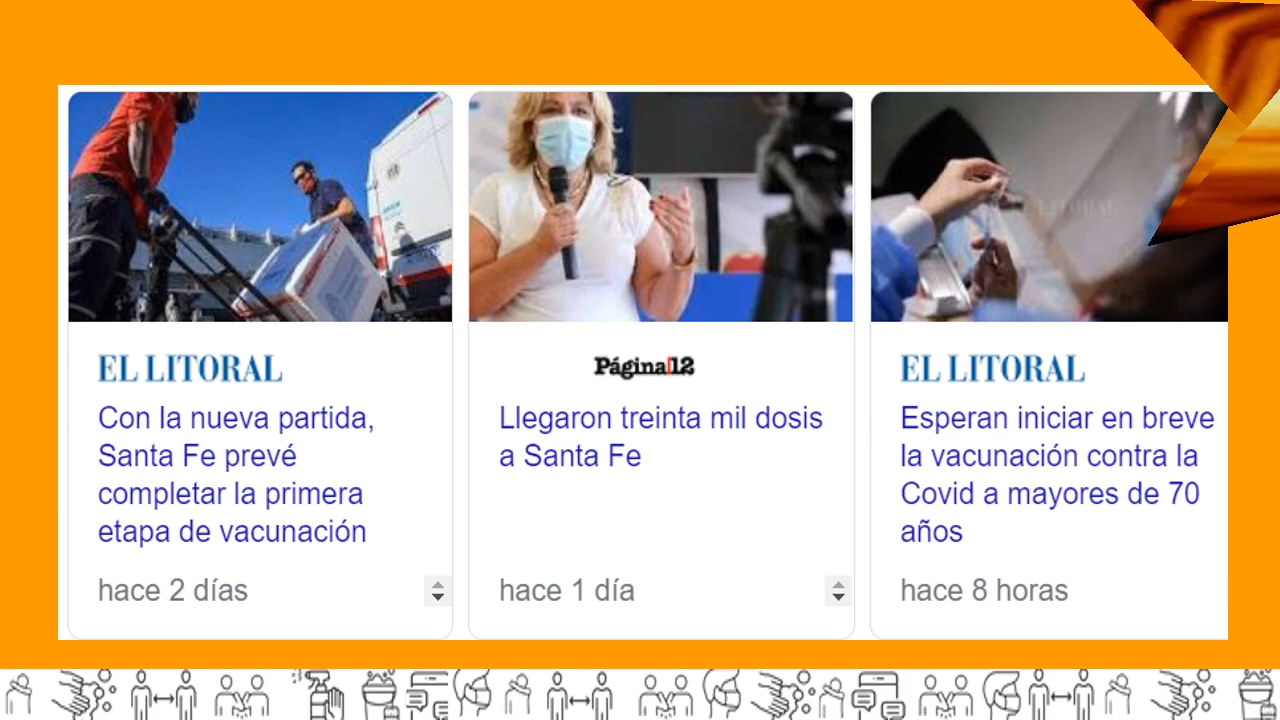 EL LITORAL
Con la nueva partida,
Santa Fe prevé
completar la primera
etapa de vacunación
hace 2 días
Página12
Llegaron treinta mil dosis
a Santa Fe
hace 1 día
EL LITORAL
Esperan iniciar en breve
la vacunación contra la
Covid a mayores de 70
años
hace 8 horas